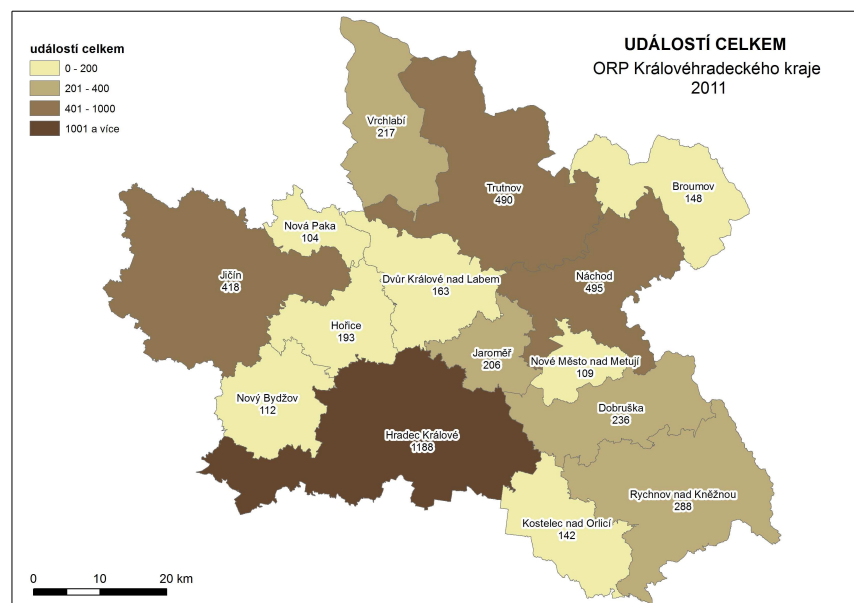 UDÁLOSTÍ CELKEM
ORP Královéhradeckého kraje
2011
událostí celkem
0 - 200
201 - 400
401 - 1000
1001 a více
Vrchlabí
217
Trutnov
490
Broumov
148
Nová Paka
104
Jičín
418
Dvůr Králové nad Labem
163
Náchod
495
Hořice
193
Jaroměř
206
Nové Město nad Metují
109
Nový Bydžov
112
Dobruška
236
Hradec Králové
1188
Rychnov nad Kněžnou
288
Kostelec nad Orlicí
142
0 10 20 km